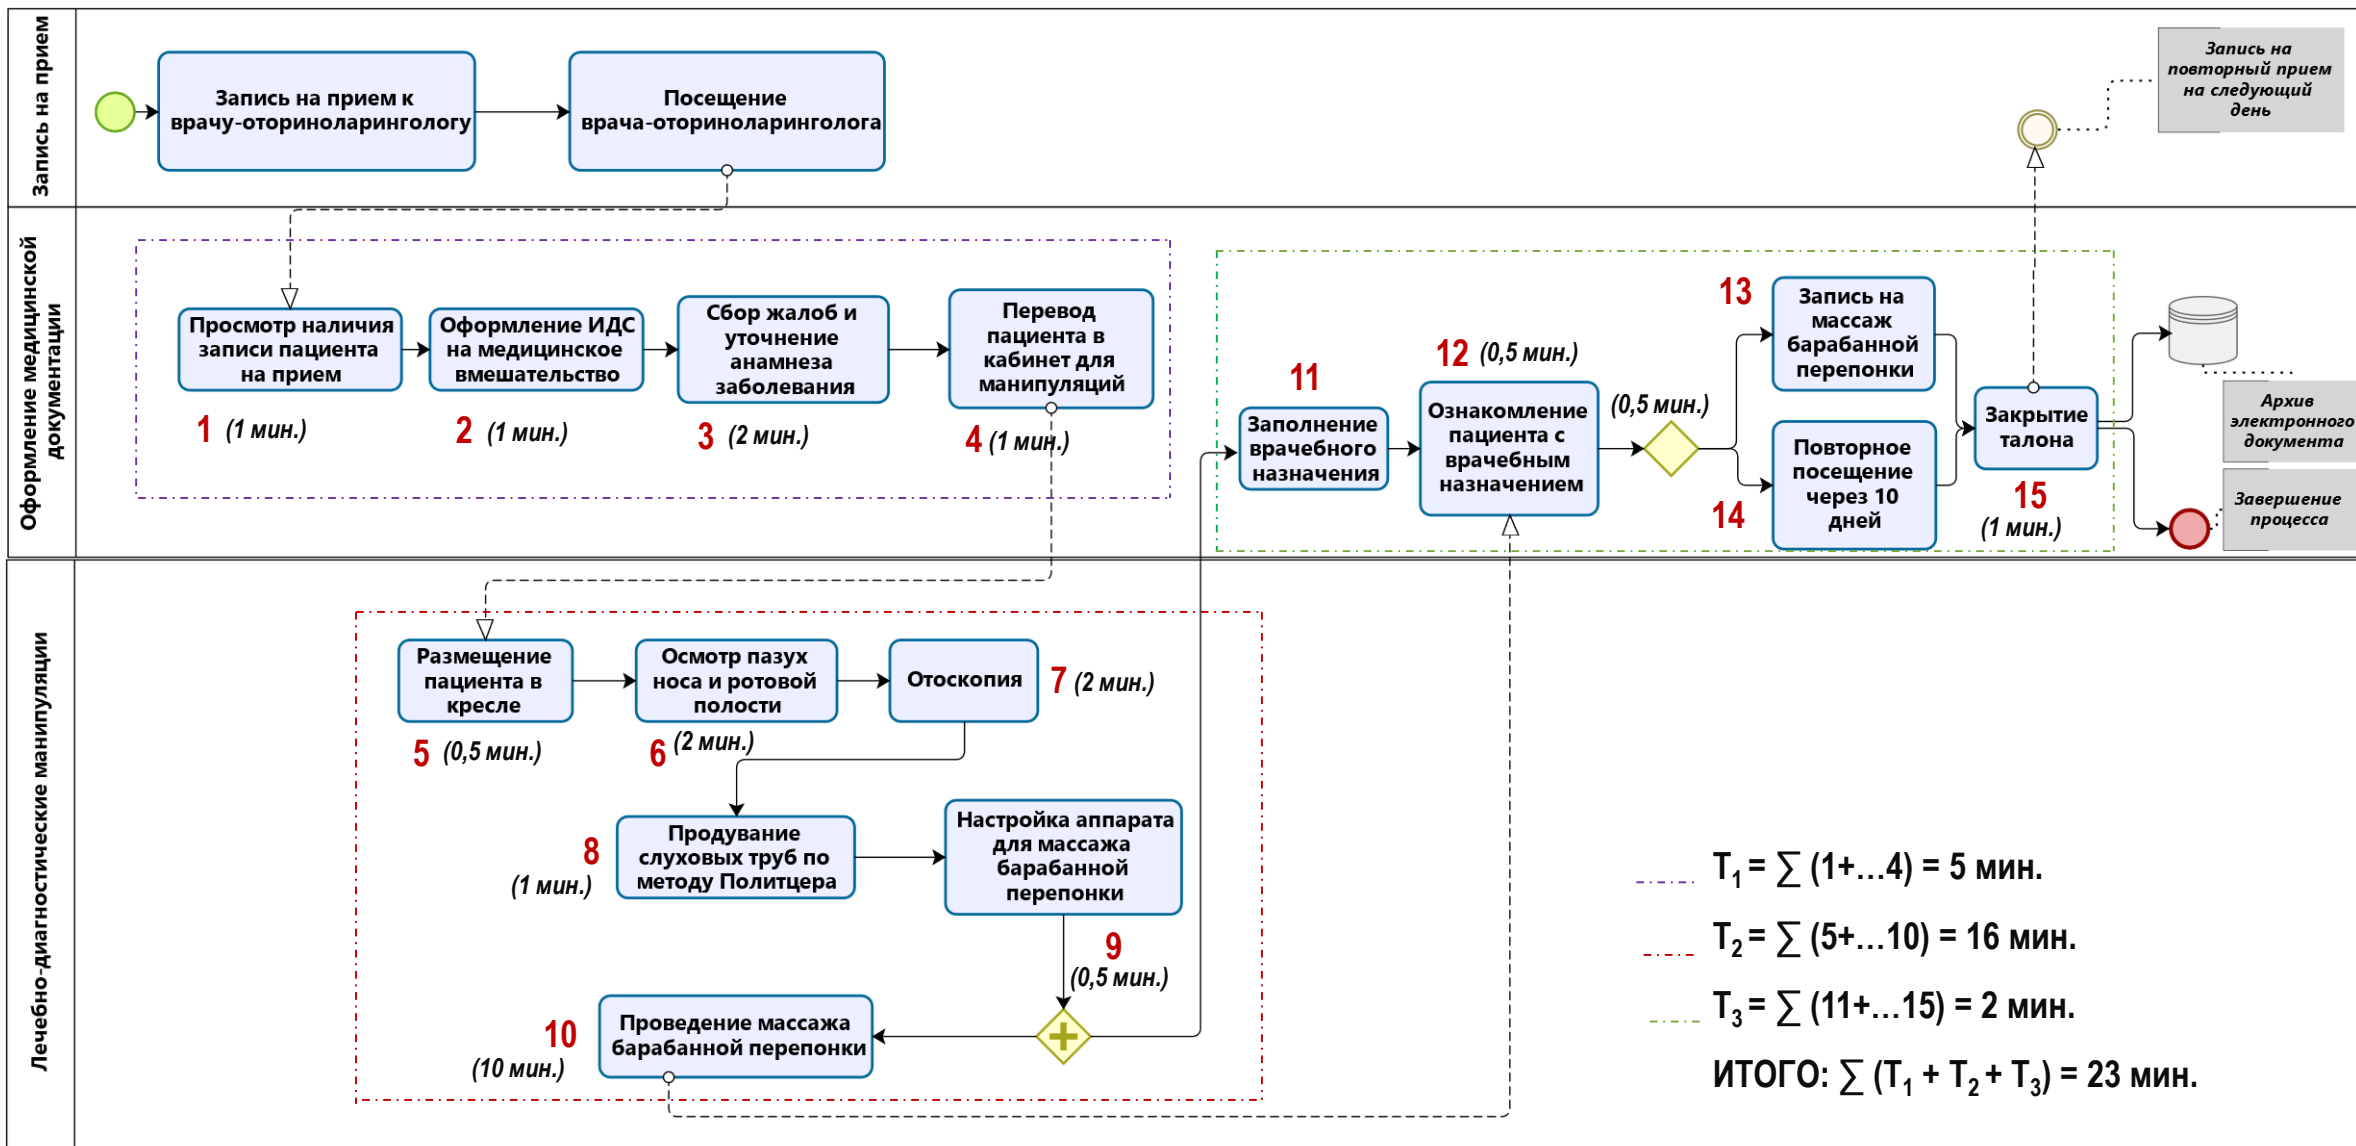 Запись на прием
Запись на прием к
врачу-оториноларингологу
Посещение
врача-оториноларинголога
Запись на
повторный прием
на следующий
день
Оформление медицинской
документации
Просмотр наличия
записи пациента
на прием
1 (1 мин.)
Оформление ИДС
на медицинское
вмешательство
2 (1 мин.)
Сбор жалоб и
уточнение
анамнеза
заболевания
3 (2 мин.)
Перевод
пациента в
кабинет для
манипуляций
4 (1 мин.)
11
Заполнение
врачебного
назначения
12 (0,5 мин.)
Ознакомление
пациента с
врачебным
назначением
(0,5 мин.)
13
Запись на
массаж
барабанной
перепонки
14
Повторное
посещение
через 10
дней
Закрытие
талона
15
(1 мин.)
Архив
электронного
документа
Завершение
процесса
Лечебно-диагностические манипуляции
Размещение
пациента в
кресле
5 (0,5 мин.)
Осмотр пазух
носа и ротовой
полости
6 (2 мин.)
Отоскопия
7 (2 мин.)
8
(1 мин.)
Продувание
слуховых труб по
методу Политцера
Настройка аппарата
для массажа
барабанной
перепонки
9
(0,5 мин.)
10
(10 мин.)
Проведение массажа
барабанной перепонки
T1 = ∑ (1+...4) = 5 мин.
T2 = ∑ (5+...10) = 16 мин.
T3 = ∑ (11+...15) = 2 мин.
ИТОГО: ∑ (T1 + T2 + T3) = 23 мин.